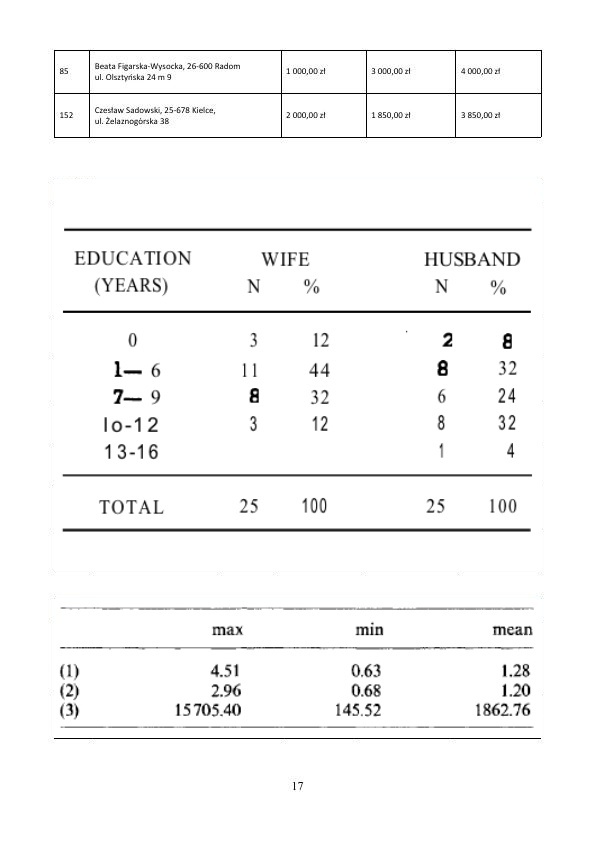 85 Beata Figarska-Wysocka, 26-600 Radom 1 000,00 zł 3 000,00 zł 4 000,00 zł
ul. Olsztyńska 24 m 9
152 Czesław Sadowski, 25-678 Kielce, 2 000,00 zł 1 850,00 zł 3 850,00 zł
ul. Żelaznogórska 38
EDUCATION WIFE HUSBAND
(YEARS) N % N %
0 3 12 2 8
1— 6 11 44 8 32
7— 9 8 32 6 24
lo-12 3 12 8 32
13-16 1 4
TOTAL 25 100 25 100
max min mean
(1) 4.51 0.63 1.28
(2) 2.96 0.68 1.20
(3) 15705.40 145.52 1862.76
17